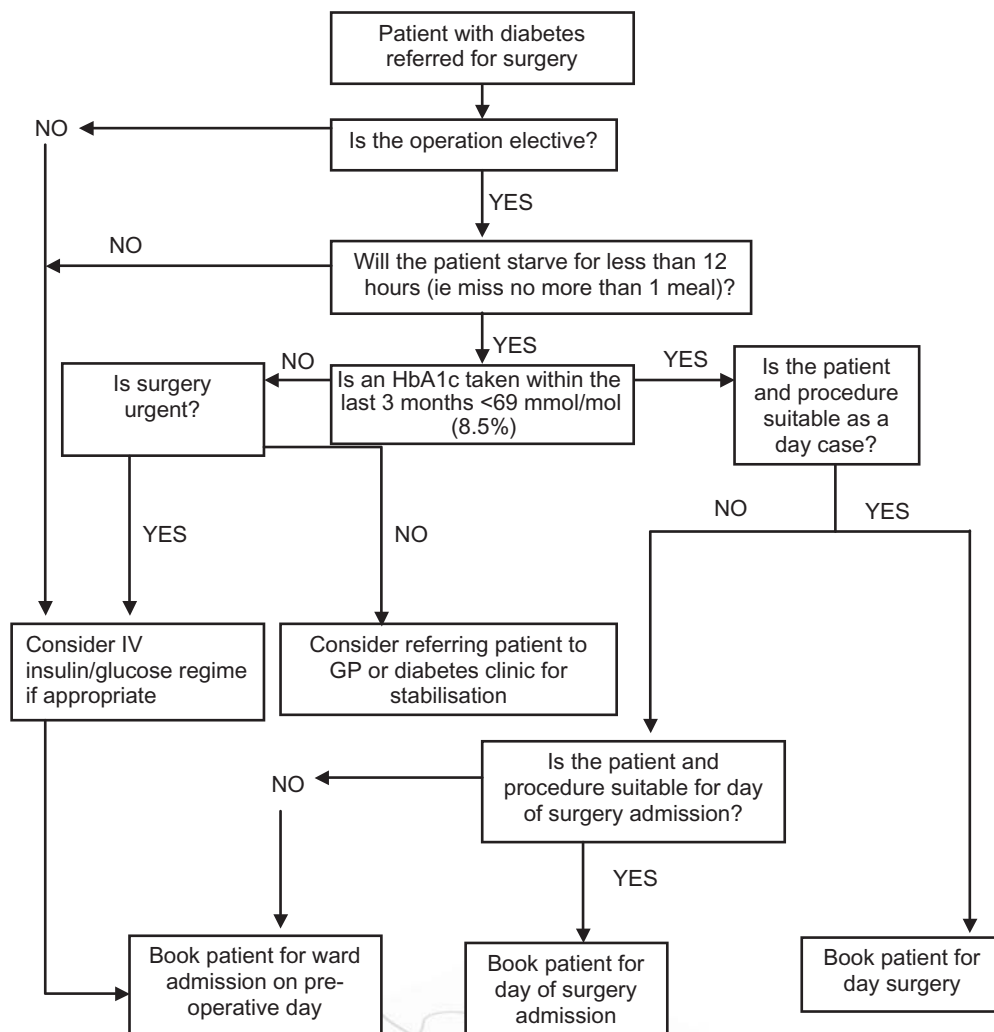 Patient with diabetes
referred for surgery
NO
Is the operation elective?
YES
NO
Will the patient starve for less than 12
hours (ie miss no more than 1 meal)?
YES
NO
YES
Is surgery
urgent?
Is an HbA1c taken within the
last 3 months <69 mmol/mol
(8.5%)
Is the patient
and procedure
suitable as a
day case?
YES
NO
NO
YES
Consider IV
insulin/glucose regime
if appropriate
Consider referring patient to
GP or diabetes clinic for
stabilisation
Is the patient and
procedure suitable for day
of surgery admission?
NO
YES
Book patient for ward
admission on pre-
operative day
Book patient for
day of surgery
admission
Book patient for
day surgery